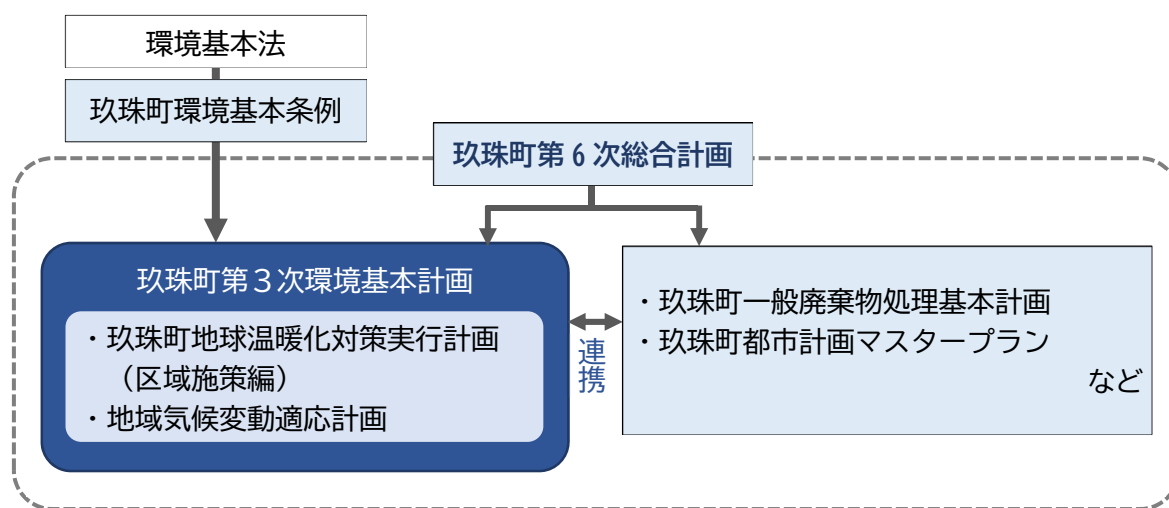 環境基本法
玖珠町環境基本条例
玖珠町第6次総合計画
玖珠町第３次環境基本計画
・玖珠町地球温暖化対策実行計画
（区域施策編）
・地域気候変動適応計画
連携
・玖珠町一般廃棄物処理基本計画
・玖珠町都市計画マスタープラン
など